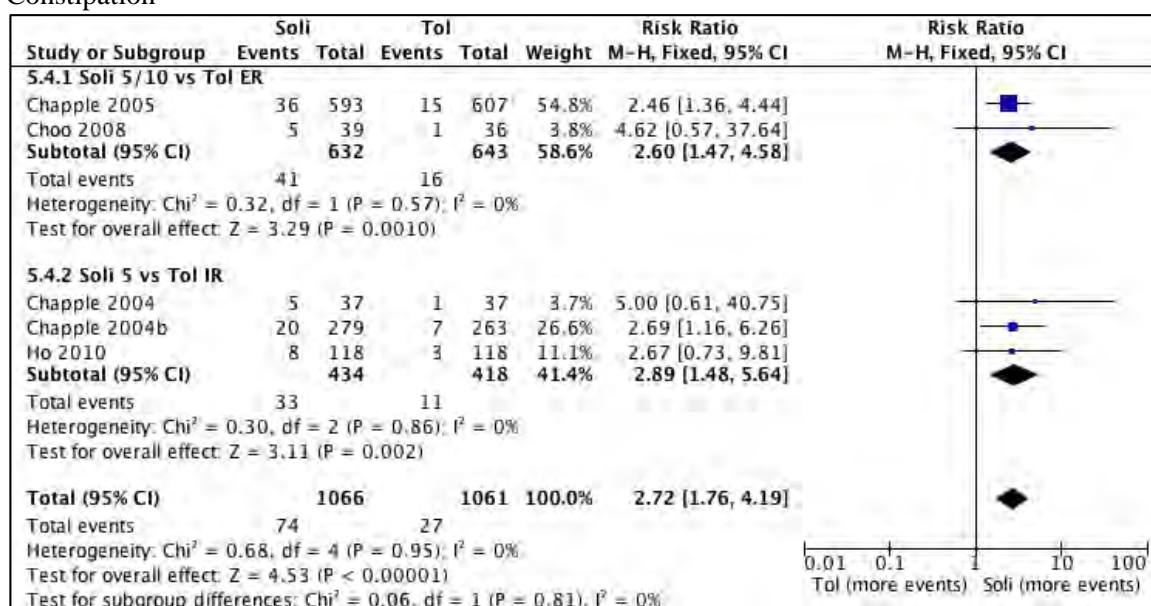 Constipation
Soli Tol Risk Ratio Risk Ratio
Study or Subgroup Events Total Events Total Weight M-H, Fixed, 95% CI M-H, Fixed, 95% CI
5.4.1 Soli 5/10 vs Tol ER
Chapple 2005 36 593 15 607 54.8% 2.46 [1.36, 4.44]
Choo 2008 5 39 1 36 3.8% 4.62 [0.57, 37.64]
Subtotal (95% CI) 632 643 58.6% 2.60 [1.47, 4.58]
Total events 41 16
Heterogeneity: Chi² = 0.32, df = 1 (P = 0.57); I² = 0%
Test for overall effect: Z = 3.29 (P = 0.0010)
5.4.2 Soli 5 vs Tol IR
Chapple 2004 5 37 1 37 3.7% 5.00 [0.61, 40.75]
Chapple 2004b 20 279 7 263 26.6% 2.69 [1.16, 6.26]
Ho 2010 8 118 3 118 11.1% 2.67 [0.73, 9.81]
Subtotal (95% CI) 434 418 41.4% 2.89 [1.48, 5.64]
Total events 33 11
Heterogeneity: Chi² = 0.30, df = 2 (P = 0.86); I² = 0%
Test for overall effect: Z = 3.11 (P = 0.002)
Total (95% CI) 1066 1061 100.0% 2.72 [1.76, 4.19]
Total events 74 27
Heterogeneity: Chi² = 0.68, df = 4 (P = 0.95); I² = 0%
Test for overall effect: Z = 4.53 (P < 0.00001)
Test for subgroup differences: Chi² = 0.06, df = 1 (P = 0.81), I² = 0%
0.01 0.1 1 10 100
Tol (more events) Soli (more events)